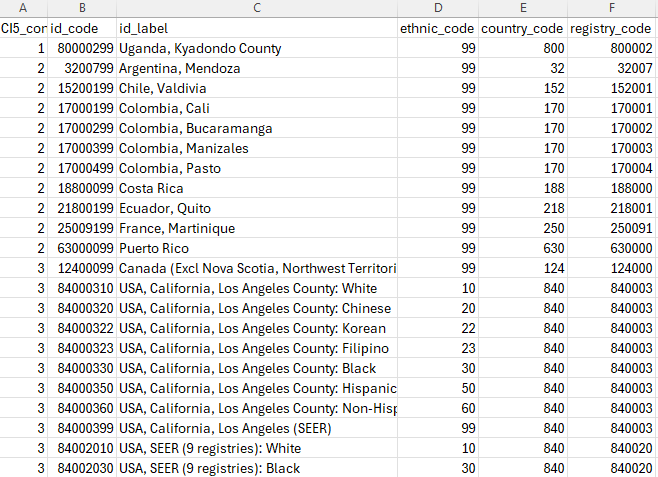 A B C D E F
CI5_con id_code id_label ethnic_code country_code registry_code
1 80000299 Uganda, Kyadondo County 99 800 800002
2 3200799 Argentina, Mendoza 99 32 32007
2 15200199 Chile, Valdivia 99 152 152001
2 17000199 Colombia, Cali 99 170 170001
2 17000299 Colombia, Bucaramanga 99 170 170002
2 17000399 Colombia, Manizales 99 170 170003
2 17000499 Colombia, Pasto 99 170 170004
2 18800099 Costa Rica 99 188 188000
2 21800199 Ecuador, Quito 99 218 218001
2 25009199 France, Martinique 99 250 250091
2 63000099 Puerto Rico 99 630 630000
3 12400099 Canada (Excl Nova Scotia, Northwest Territori 99 124 124000
3 84000310 USA, California, Los Angeles County: White 10 840 840003
3 84000320 USA, California, Los Angeles County: Chinese 20 840 840003
3 84000322 USA, California, Los Angeles County: Korean 22 840 840003
3 84000323 USA, California, Los Angeles County: Filipino 23 840 840003
3 84000330 USA, California, Los Angeles County: Black 30 840 840003
3 84000350 USA, California, Los Angeles County: Hispanic 50 840 840003
3 84000360 USA, California, Los Angeles County: Non-Hisp 60 840 840003
3 84000399 USA, California, Los Angeles (SEER) 99 840 840003
3 84002010 USA, SEER (9 registries): White 10 840 840020
3 84002030 USA, SEER (9 registries): Black 30 840 840020